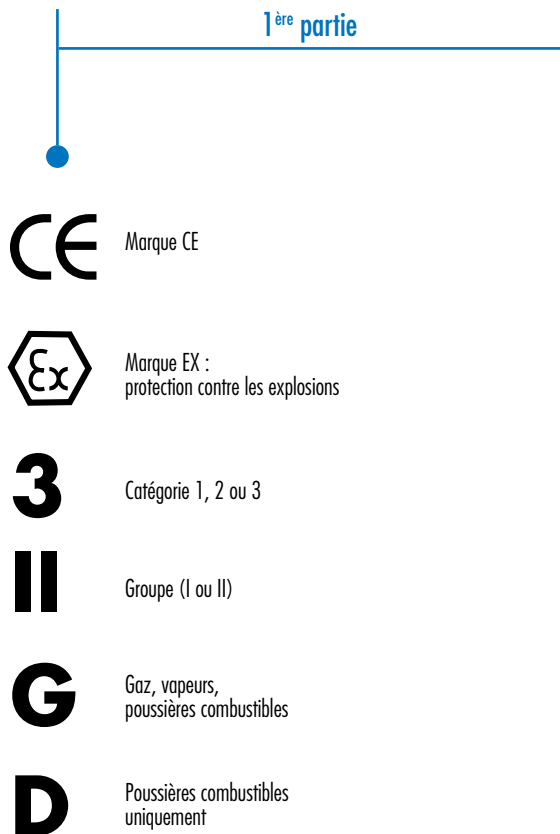 1ère partie
CE
Marque CE
Ex
Marque EX :
protection contre les explosions
3
Catégorie 1, 2 ou 3
II
Groupe (I ou II)
G
Gaz, vapeurs,
poussières combustibles
D
Poussières combustibles
uniquement